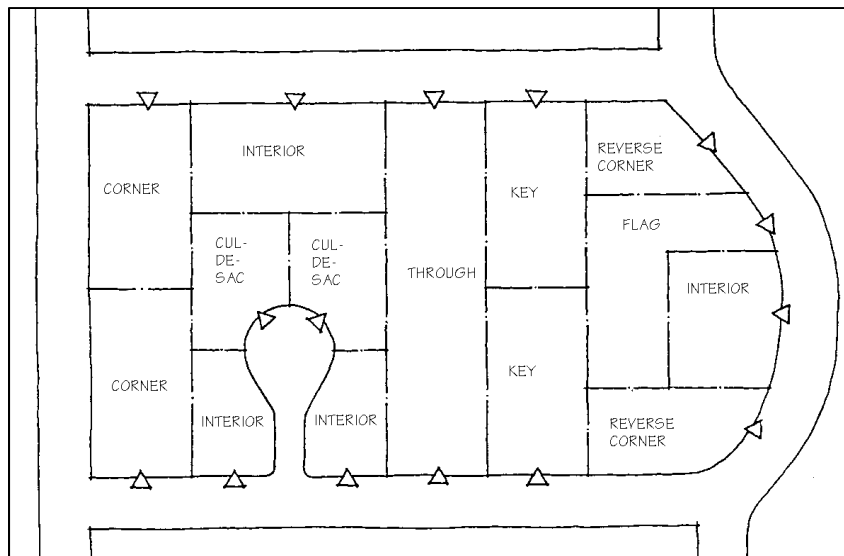 INTERIOR
REVERSE
CORNER
CORNER
KEY
FLAG
CUL-
DE-
SAC
CUL-
DE-
SAC
THROUGH
INTERIOR
CORNER
KEY
INTERIOR
INTERIOR
REVERSE
CORNER